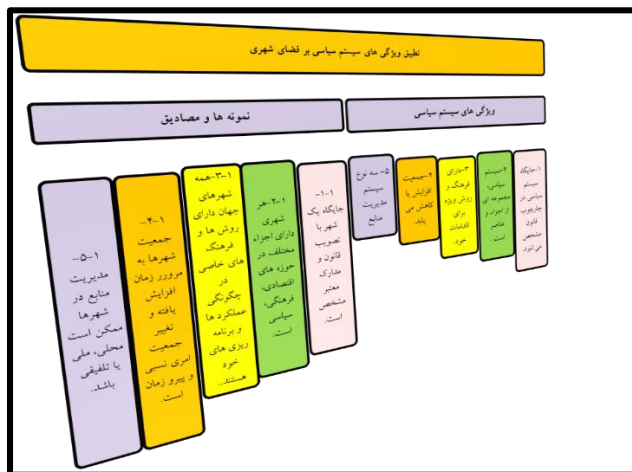 تطبیق ویژگی های سیستم سیاسی بر فضای شهری
ویژگی های سیستم سیاسی
نمونه ها و مصادیق
۱-جایگاه
سیستم
سیاسی در
چارچوب
قانون
مشخص
می شود.
۲-سیستم
سیاسی،
مجموعه ای
از اجزاء و
عناصر
است.
۳-دارای
فرهنگ و
روش ویژه
برای
اقدامات
خود.
۴-جمعیت
افزایش یا
کاهش می
یابد.
۵- سه نوع
سیستم
مدیریت
منابع
۱-۱-
جایگاه یک
شهر با
تصویب
قانون و
مدارک
معتبر
مشخص
است.
۲-۱-هر
شهری
دارای اجزاء
مختلف در
حوزه های
اقتصادی،
فرهنگی،
سیاسی
است.
۳-۱-همه
شهرهای
جهان دارای
روش ها و
فرهنگ
های خاصی
در
چگونگی
عملکرد ها
و برنامه
ریزی های
خود
هستند..
۴-۱-
جمعیت
شهرها به
مرورر زمان
افزایش
یافته و
تغییر
جمعیت
امری نسبی
و پیرو زمان
است.
۵-۱-
مدیریت
منابع در
شهرها
ممکن است
محلی، ملی
یا تلفیقی
باشد.